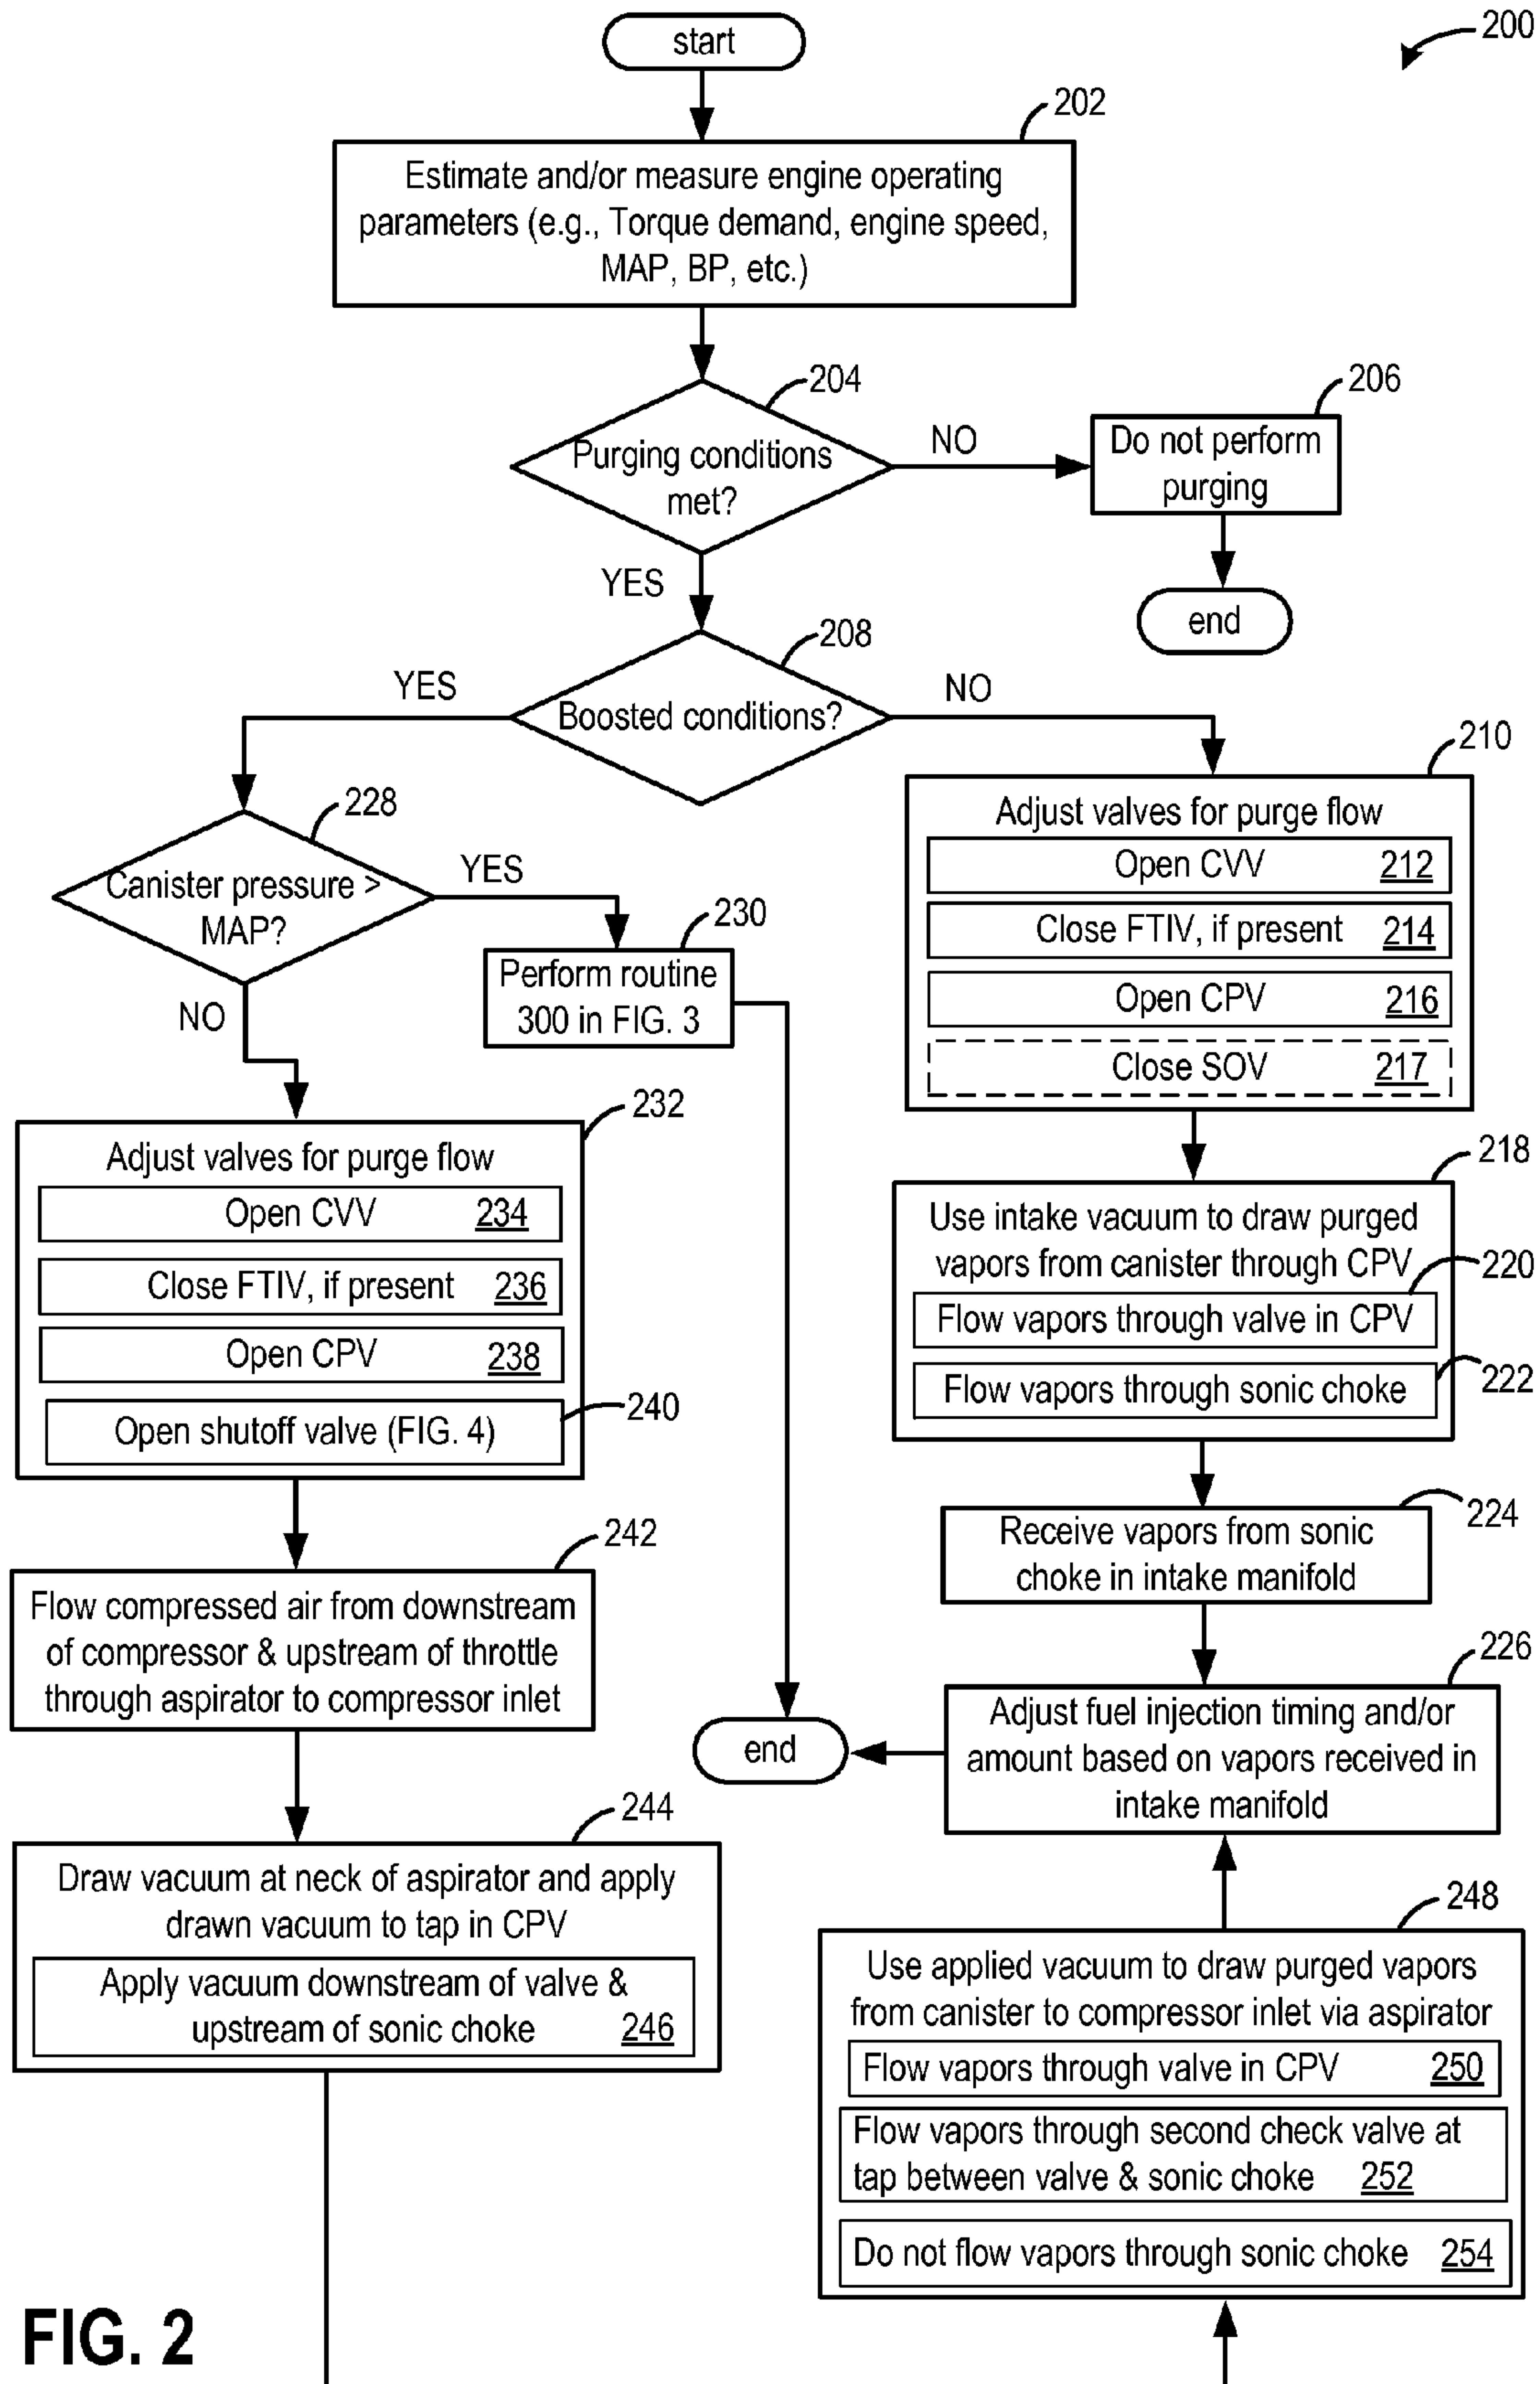 200
start
202
Estimate and/or measure engine operating
parameters (e.g., Torque demand, engine speed,
MAP, BP, etc.)
204
Purging conditions
met?
NO
206
Do not perform
purging
end
YES
208
Boosted conditions?
YES
NO
228
Canister pressure >
MAP?
YES
NO
230
Perform routine
300 in FIG. 3
210
Adjust valves for purge flow
Open CVV 212
Close FTIV, if present 214
Open CPV 216
Close SOV 217
232
Adjust valves for purge flow
Open CVV 234
Close FTIV, if present 236
Open CPV 238
Open shutoff valve (FIG. 4)
240
218
Use intake vacuum to draw purged
vapors from canister through CPV
220
Flow vapors through valve in CPV
Flow vapors through sonic choke
222
224
Receive vapors from sonic
choke in intake manifold
242
Flow compressed air from downstream
of compressor & upstream of throttle
through aspirator to compressor inlet
226
Adjust fuel injection timing and/or
amount based on vapors received in
intake manifold
end
244
Draw vacuum at neck of aspirator and apply
drawn vacuum to tap in CPV
Apply vacuum downstream of valve &
upstream of sonic choke 246
248
Use applied vacuum to draw purged vapors
from canister to compressor inlet via aspirator
Flow vapors through valve in CPV 250
Flow vapors through second check valve at
tap between valve & sonic choke 252
Do not flow vapors through sonic choke 254
FIG. 2